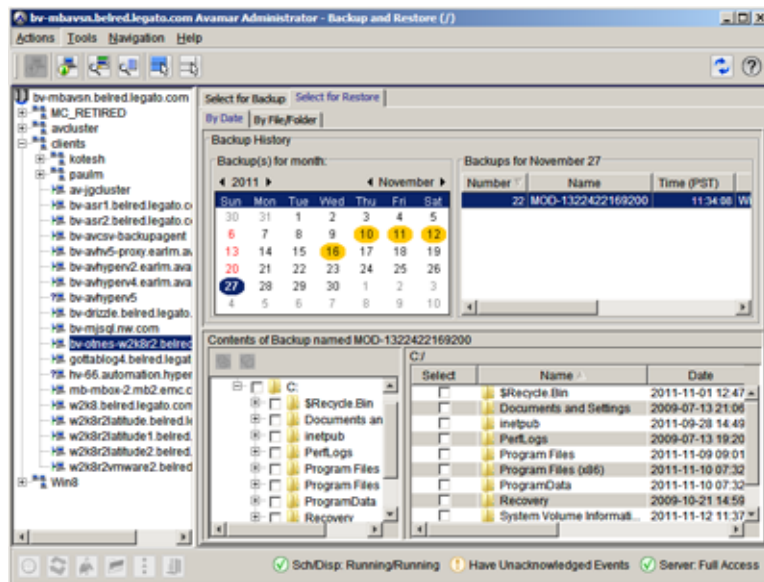 bv-mbavsn.belred.legato.com Avamar Administrator - Backup and Restore (/)
Actions Tools Navigation Help
bv-mbavsn.belred.legato.com
MC_RETIRED
avcluster
clients
kotesh
paulm
av-jgcluster
bv-asr1.belred.legato.c
bv-asr2.belred.legato.c
bv-avcsv-backupagent
bv-avhv5-proxy.earlm.av
bv-avhyperv2.earlm.ava
bv-avhyperv4.earlm.ava
bv-avhyperv5
bv-drizzle.belred.legato.
bv-mjsql.nw.com
bv-otnes-w2k8r2.belred
gottablog4.belred.legat
hv-66.automation.hyper
mb-mbox-2.mb2.emc.c
w2k8.belred.legato.com
w2k8r2latitude.belred.le
w2k8r2latitude1.belred.
w2k8r2latitude2.belred.
w2k8r2vmware2.belred
Win8
Select for Backup Select for Restore
By Date By File/Folder
Backup History
Backup(s) for month:
2011 November
Sun Mon Tue Wed Thu Fri Sat
30 31 1 2 3 4 5
6 7 8 9 10 11 12
13 14 15 16 17 18 19
20 21 22 23 24 25 26
27 28 29 30 1 2 3
4 5 6 7 8 9 10
Backups for November 27
Number Name Time (PST)
22 MOD-1322422169200 11:34:08 Wi
Contents of Backup named MOD-1322422169200
C:
$Recycle.Bin
Documents an
inetpub
PerfLogs
Program Files
Program Files
ProgramData
Recovery
C:/
Select Name Date
$Recycle.Bin 2011-11-01 12:47
Documents and Settings 2009-07-13 21:06
inetpub 2011-09-28 14:49
PerfLogs 2009-07-13 19:20
Program Files 2011-11-09 09:01
Program Files (x86) 2011-11-10 07:32
ProgramData 2011-11-10 07:32
Recovery 2009-10-21 14:59
System Volume Informati... 2011-11-12 11:37
Sch/Disp: Running/Running Have Unacknowledged Events Server: Full Access